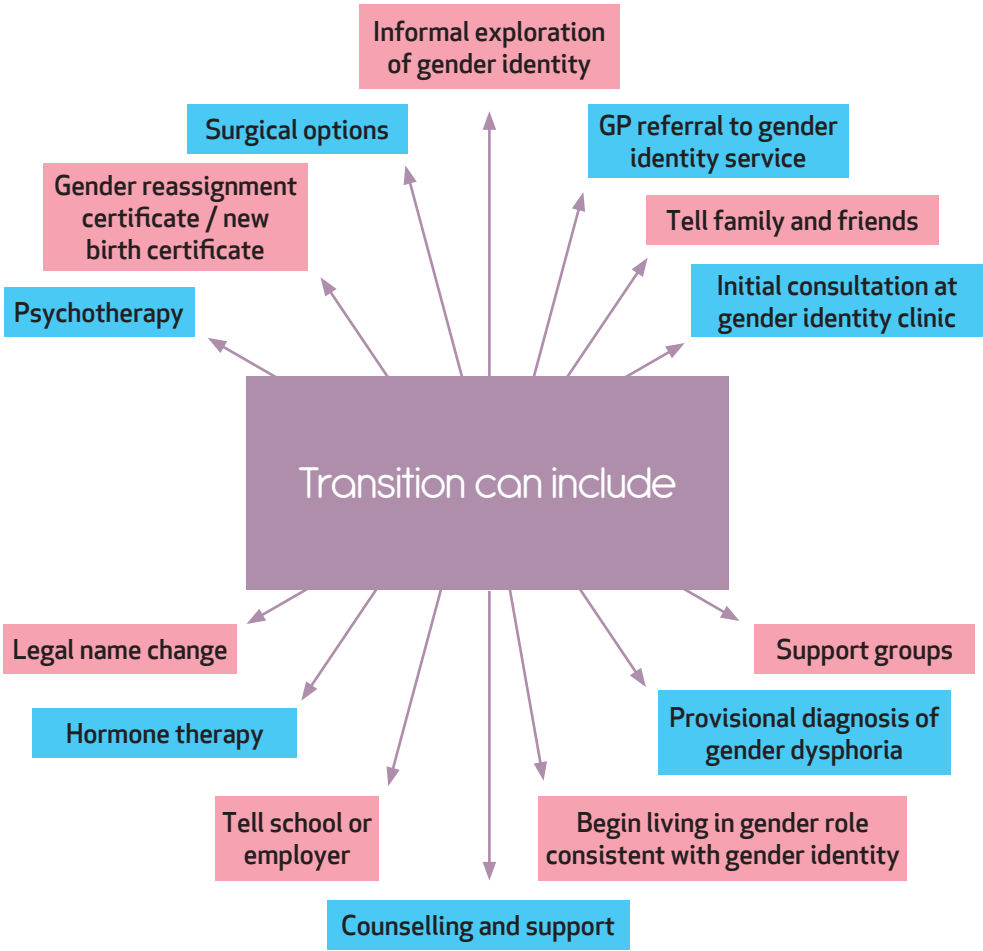 Informal exploration
of gender identity
Surgical options
GP referral to gender
identity service
Gender reassignment
certificate / new
birth certificate
Tell family and friends
Psychotherapy
Initial consultation at
gender identity clinic
Transition can include
Legal name change
Support groups
Hormone therapy
Provisional diagnosis of
gender dysphoria
Tell school or
employer
Begin living in gender role
consistent with gender identity
Counselling and support